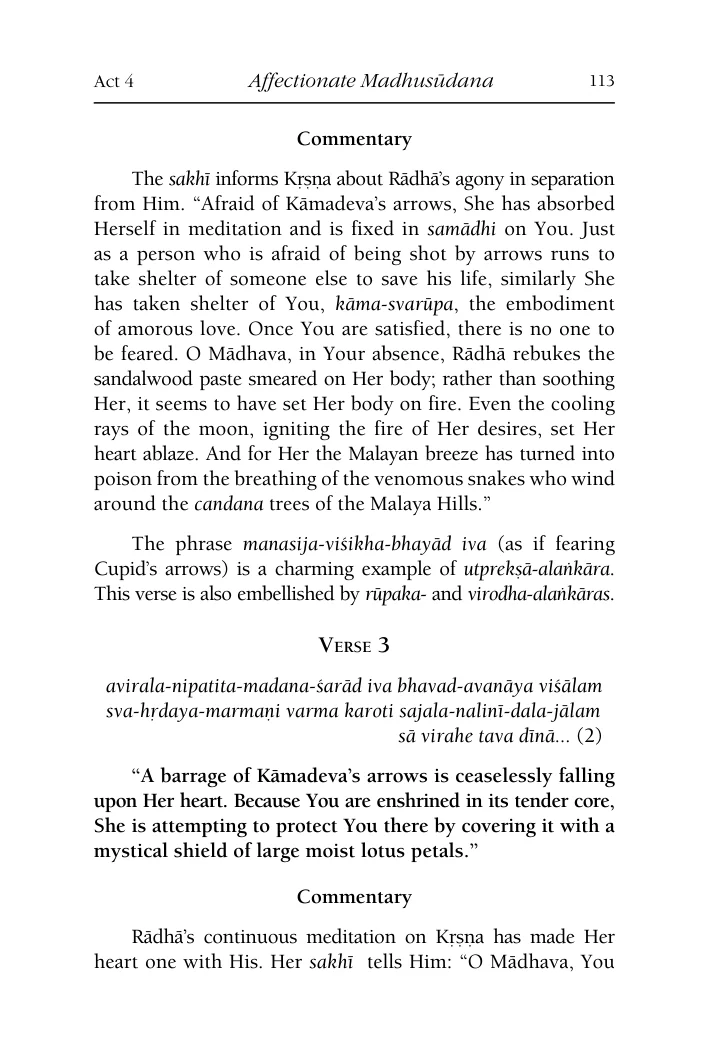 Act 4 Affectionate Madhusūdana 113
Commentary
The sakhī informs Kṛṣṇa about Rādhā’s agony in separation
from Him. “Afraid of Kāmadeva’s arrows, She has absorbed
Herself in meditation and is fixed in samādhi on You. Just
as a person who is afraid of being shot by arrows runs to
take shelter of someone else to save his life, similarly She
has taken shelter of You, kāma-svarūpa, the embodiment
of amorous love. Once You are satisfied, there is no one to
be feared. O Mādhava, in Your absence, Rādhā rebukes the
sandalwood paste smeared on Her body; rather than soothing
Her, it seems to have set Her body on fire. Even the cooling
rays of the moon, igniting the fire of Her desires, set Her
heart ablaze. And for Her the Malayan breeze has turned into
poison from the breathing of the venomous snakes who wind
around the candana trees of the Malaya Hills.”
The phrase manasija-viśikha-bhayād iva (as if fearing
Cupid’s arrows) is a charming example of utprekṣā-alaṅkāra.
This verse is also embellished by rūpaka- and virodha-alaṅkāras.
Verse 3
avirala-nipatita-madana-śarād iva bhavad-avanāya viśālam
sva-hṛdaya-marmaṇi varma karoti sajala-nalinī-dala-jālam
sā virahe tava dīnā... (2)
“A barrage of Kāmadeva’s arrows is ceaselessly falling
upon Her heart. Because You are enshrined in its tender core,
She is attempting to protect You there by covering it with a
mystical shield of large moist lotus petals.”
Commentary
Rādhā’s continuous meditation on Kṛṣṇa has made Her
heart one with His. Her sakhī tells Him: “O Mādhava, You